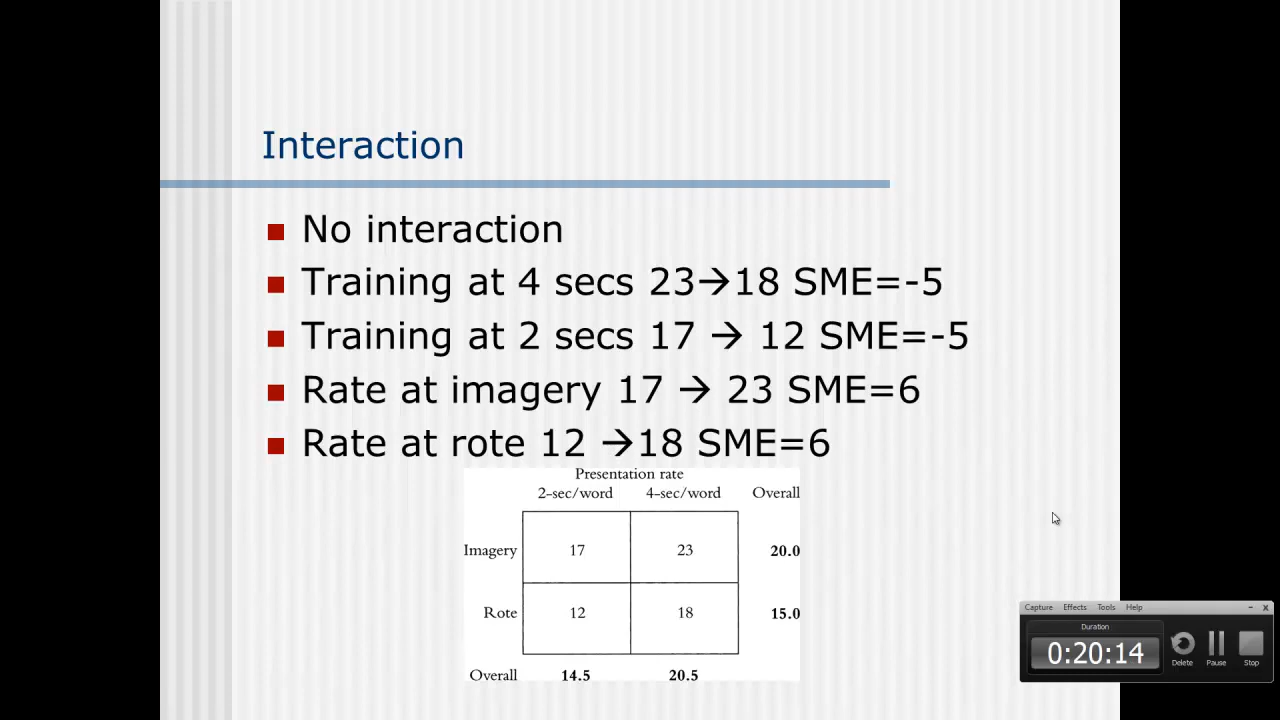 Interaction
No interaction
Training at 4 secs 23→18 SME=-5
Training at 2 secs 17 → 12 SME=-5
Rate at imagery 17 → 23 SME=6
Rate at rote 12 →18 SME=6
Presentation rate
2-sec/word 4-sec/word Overall
Imagery 17 23 20.0
Rote 12 18 15.0
Overall 14.5 20.5
Capture Effects Tools Help
Duration
0:20:14
Delete Pause Stop